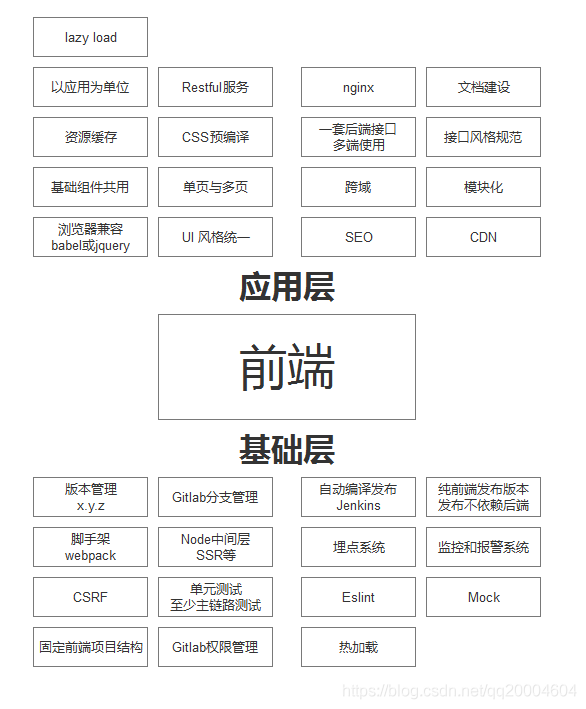 lazy load
以应用为单位
Restful服务
nginx
文档建设
资源缓存
CSS预编译
一套后端接口
多端使用
接口风格规范
基础组件共用
单页与多页
跨域
模块化
浏览器兼容
babel或jquery
UI 风格统一
SEO
CDN
应用层
前端
基础层
版本管理
x.y.z
Gitlab分支管理
自动编译发布
Jenkins
纯前端发布版本
发布不依赖后端
脚手架
webpack
Node中间层
SSR等
埋点系统
监控和报警系统
CSRF
单元测试
至少主链路测试
Eslint
Mock
固定前端项目结构
Gitlab权限管理
热加载
https://blog.csdn.net/qq20004604